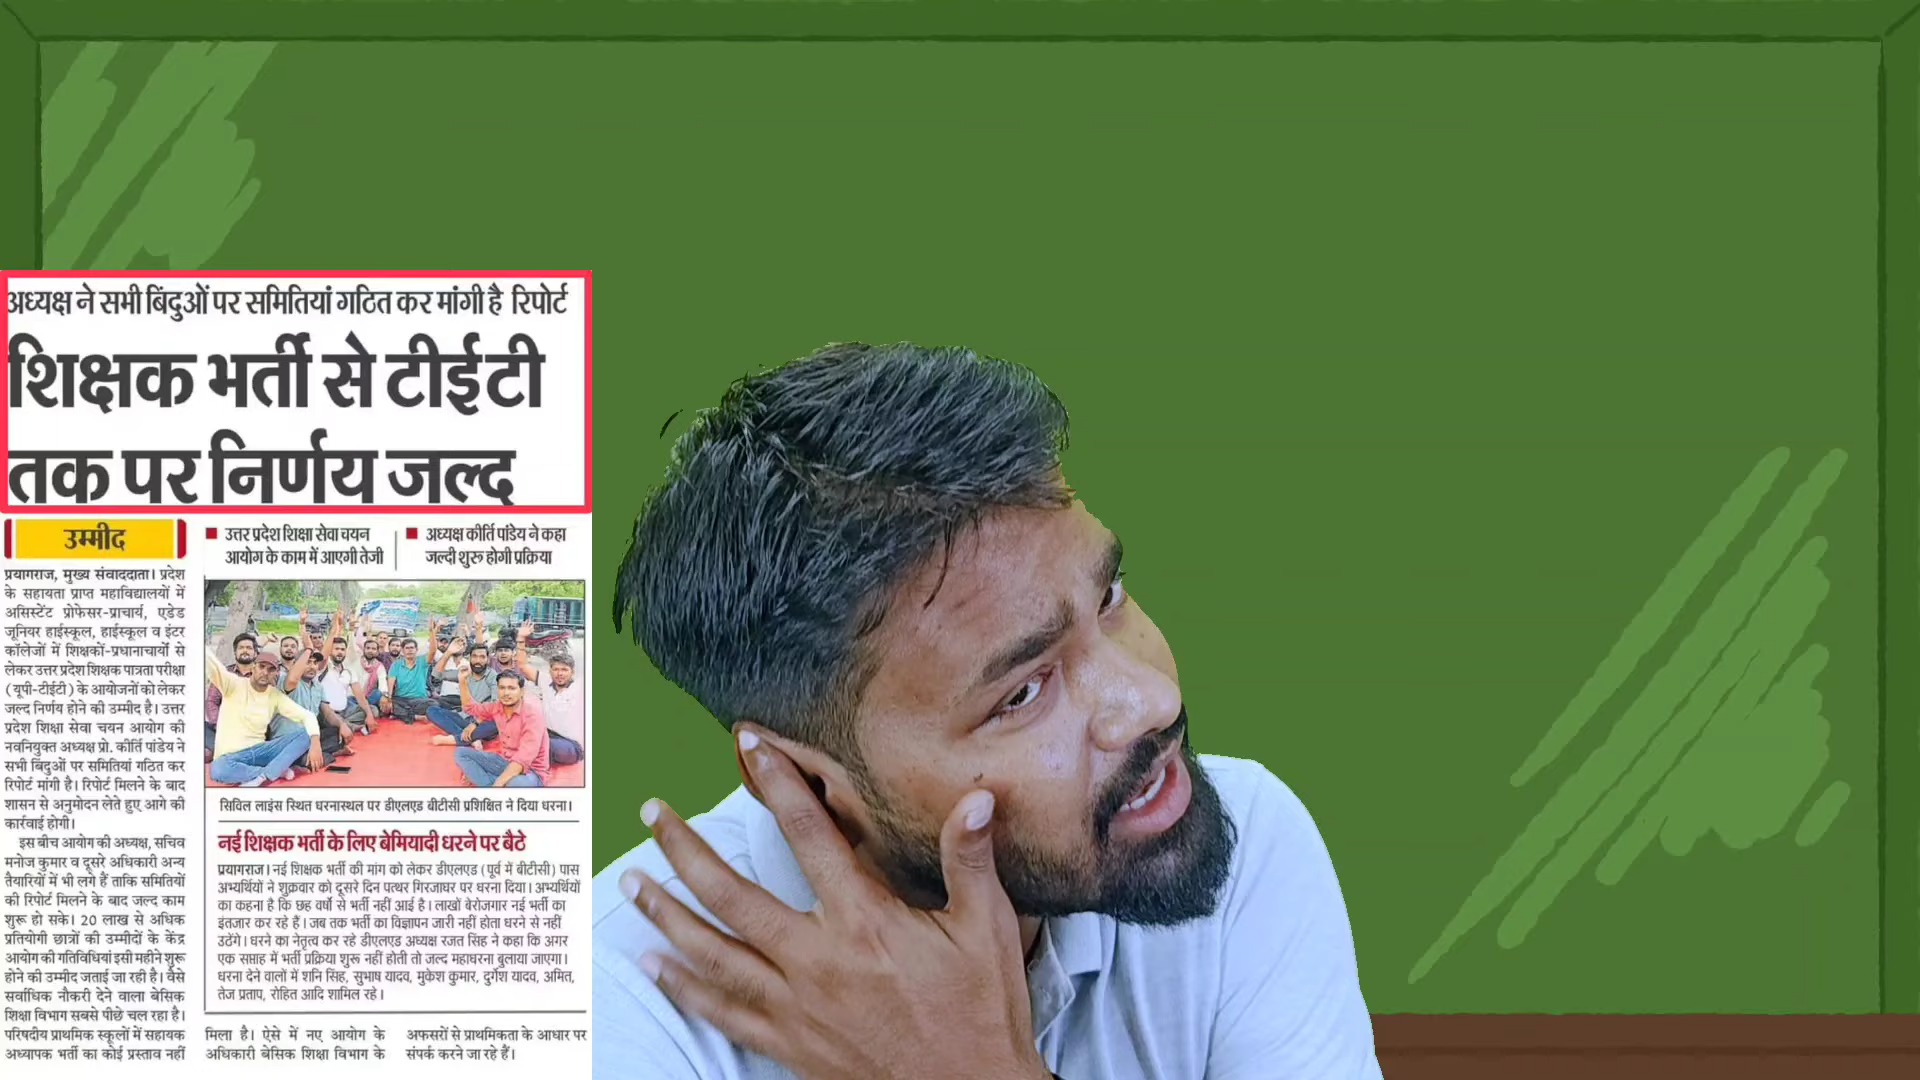 अध्यक्ष ने सभी बिंदुओं पर समितियां गठित कर मांगी है रिपोर्ट
शिक्षक भर्ती से टीईटी
तक पर निर्णय जल्द
उम्मीद
प्रयागराज, मुख्य संवाददाता। प्रदेश
के सहायता प्राप्त महाविद्यालयों में
असिस्टेंट प्रोफेसर-प्राचार्य, एडेड
जूनियर हाईस्कूल, हाईस्कूल व इंटर
कॉलेजों में शिक्षकों-प्रधानाचार्यों से
लेकर उत्तर प्रदेश शिक्षक पात्रता परीक्षा
(यूपी-टीईटी) के आयोजनों को लेकर
जल्द निर्णय होने की उम्मीद है। उत्तर
प्रदेश शिक्षा सेवा चयन आयोग की
नवनियुक्त अध्यक्ष प्रो. कीर्ति पांडेय ने
सभी बिंदुओं पर समितियां गठित कर
रिपोर्ट मांगी है। रिपोर्ट मिलने के बाद
शासन से अनुमोदन लेते हुए आगे की
कार्रवाई होगी।
इस बीच आयोग की अध्यक्ष, सचिव
मनोज कुमार व दूसरे अधिकारी अन्य
तैयारियों में भी लगे हैं ताकि समितियों
की रिपोर्ट मिलने के बाद जल्द काम
शुरू हो सके। 20 लाख से अधिक
प्रतियोगी छात्रों की उम्मीदों के केंद्र
आयोग की गतिविधियां इसी महीने शुरू
होने की उम्मीद जताई जा रही है। वैसे
सर्वाधिक नौकरी देने वाला बेसिक
शिक्षा विभाग सबसे पीछे चल रहा है।
परिषदीय प्राथमिक स्कूलों में सहायक
अध्यापक भर्ती का कोई प्रस्ताव नहीं
उत्तर प्रदेश शिक्षा सेवा चयन
आयोग के काम में आएगी तेजी
अध्यक्ष कीर्ति पांडेय ने कहा
जल्दी शुरू होगी प्रक्रिया
सिविल लाइंस स्थित धरनास्थल पर डीएलएड बीटीसी प्रशिक्षित ने दिया धरना।
नई शिक्षक भर्ती के लिए बेमियादी धरने पर बैठे
प्रयागराज। नई शिक्षक भर्ती की मांग को लेकर डीएलएड (पूर्व में बीटीसी) पास
अभ्यर्थियों ने शुक्रवार को दूसरे दिन पत्थर गिरजाघर पर धरना दिया। अभ्यर्थियों
का कहना है कि छह वर्षों से भर्ती नहीं आई है। लाखों बेरोजगार नई भर्ती का
इंतजार कर रहे हैं। जब तक भर्ती का विज्ञापन जारी नहीं होता धरने से नहीं
उठेंगे। धरने का नेतृत्व कर रहे डीएलएड अध्यक्ष रजत सिंह ने कहा कि अगर
एक सप्ताह में भर्ती प्रक्रिया शुरू नहीं होती तो जल्द महाधरना बुलाया जाएगा।
धरना देने वालों में शनि सिंह, सुभाष यादव, मुकेश कुमार, दुर्गेश यादव, अमित,
तेज प्रताप, रोहित आदि शामिल रहे।
मिला है। ऐसे में नए आयोग के
अधिकारी बेसिक शिक्षा विभाग के
अफसरों से प्राथमिकता के आधार पर
संपर्क करने जा रहे हैं।